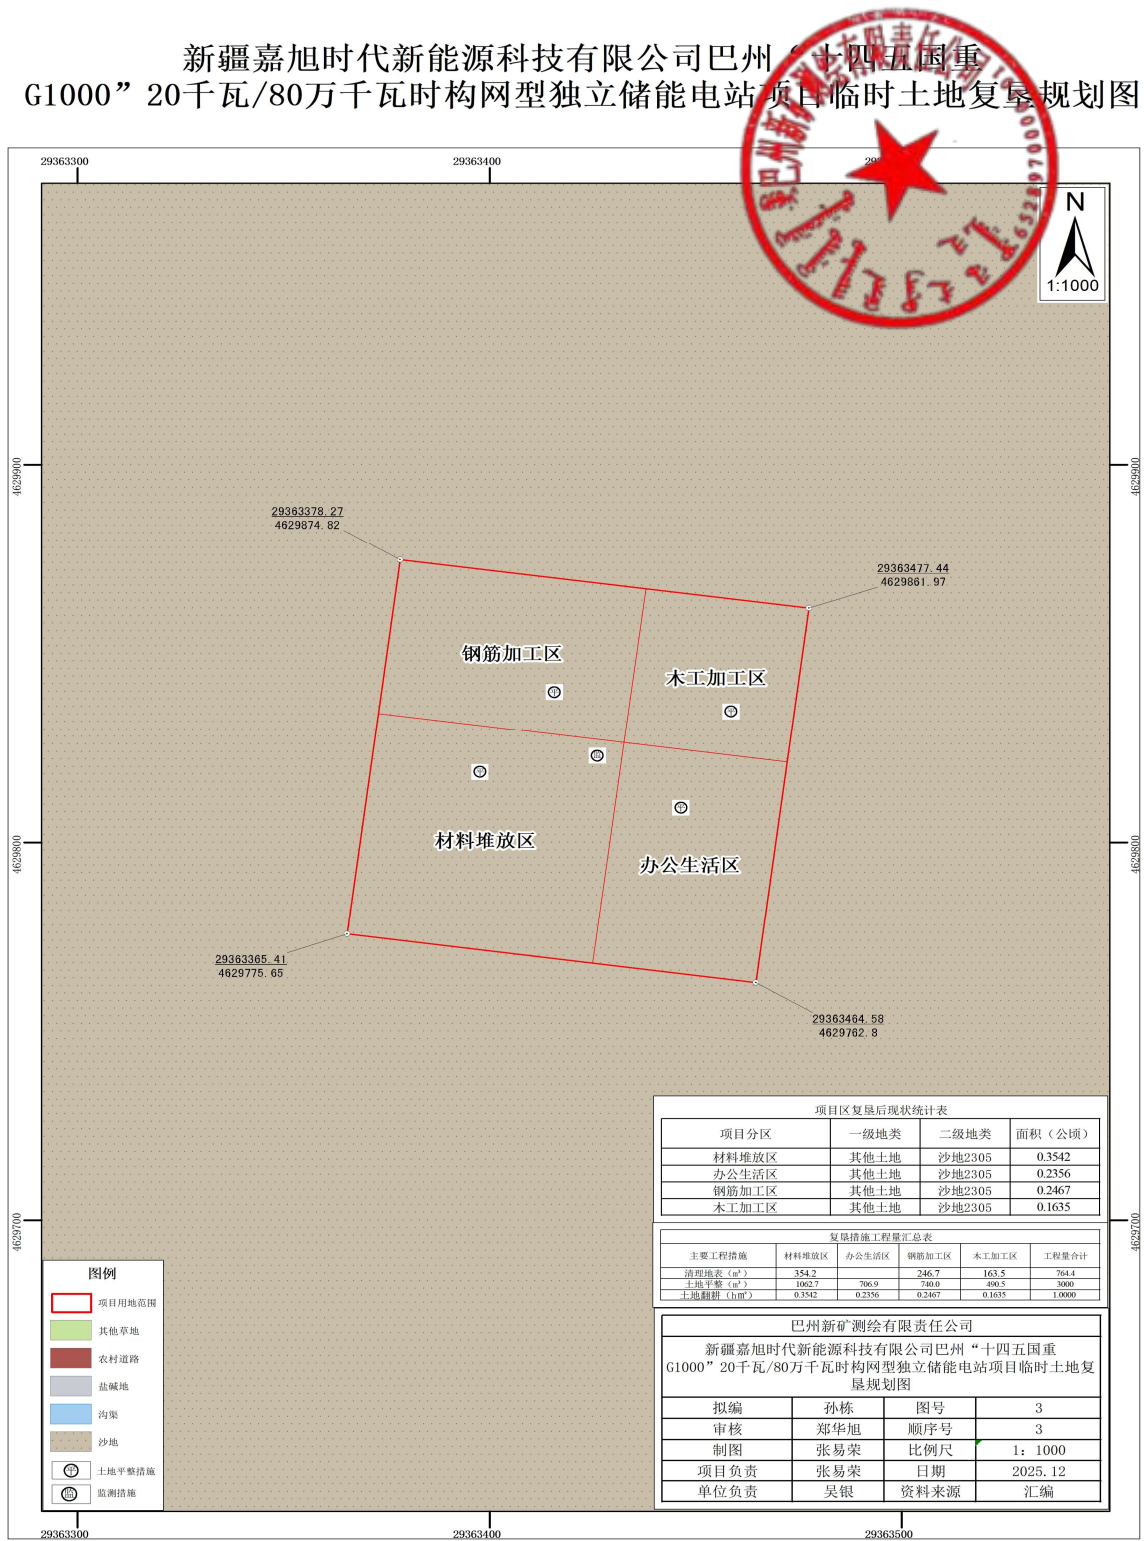 新疆嘉旭时代新能源科技有限公司巴州“十四五国重
G1000”20千瓦/80万千瓦时构网型独立储能电站项目临时土地复垦规划图
29363300
29363400
N
1:1000
4629900
4629900
29363378.27
4629874.82
29363477.44
4629861.97
钢筋加工区
平
木工加工区
平
监
平
平
材料堆放区
办公生活区
4629800
4629800
29363365.41
4629775.65
29363464.58
4629762.8
项目区复垦后现状统计表
项目分区 一级地类 二级地类 面积（公顷）
材料堆放区 其他土地 沙地2305 0.3542
办公生活区 其他土地 沙地2305 0.2356
钢筋加工区 其他土地 沙地2305 0.2467
木工加工区 其他土地 沙地2305 0.1635
4629700
4629700
复垦措施工程量汇总表
主要工程措施 材料堆放区 办公生活区 钢筋加工区 木工加工区 工程量合计
清理地表（m³） 354.2 246.7 163.5 764.4
土地平整（m³） 1062.7 706.9 740.0 490.5 3000
土地翻耕（hm²） 0.3542 0.2356 0.2467 0.1635 1.0000
图例
项目用地范围
其他草地
农村道路
盐碱地
沟渠
沙地
平 土地平整措施
监 监测措施
巴州新矿测绘有限责任公司
新疆嘉旭时代新能源科技有限公司巴州“十四五国重
G1000”20千瓦/80万千瓦时构网型独立储能电站项目临时土地复
垦规划图
拟编 孙栋 图号 3
审核 郑华旭 顺序号 3
制图 张易荣 比例尺 1：1000
项目负责 张易荣 日期 2025.12
单位负责 吴银 资料来源 汇编
29363300
29363400
29363500